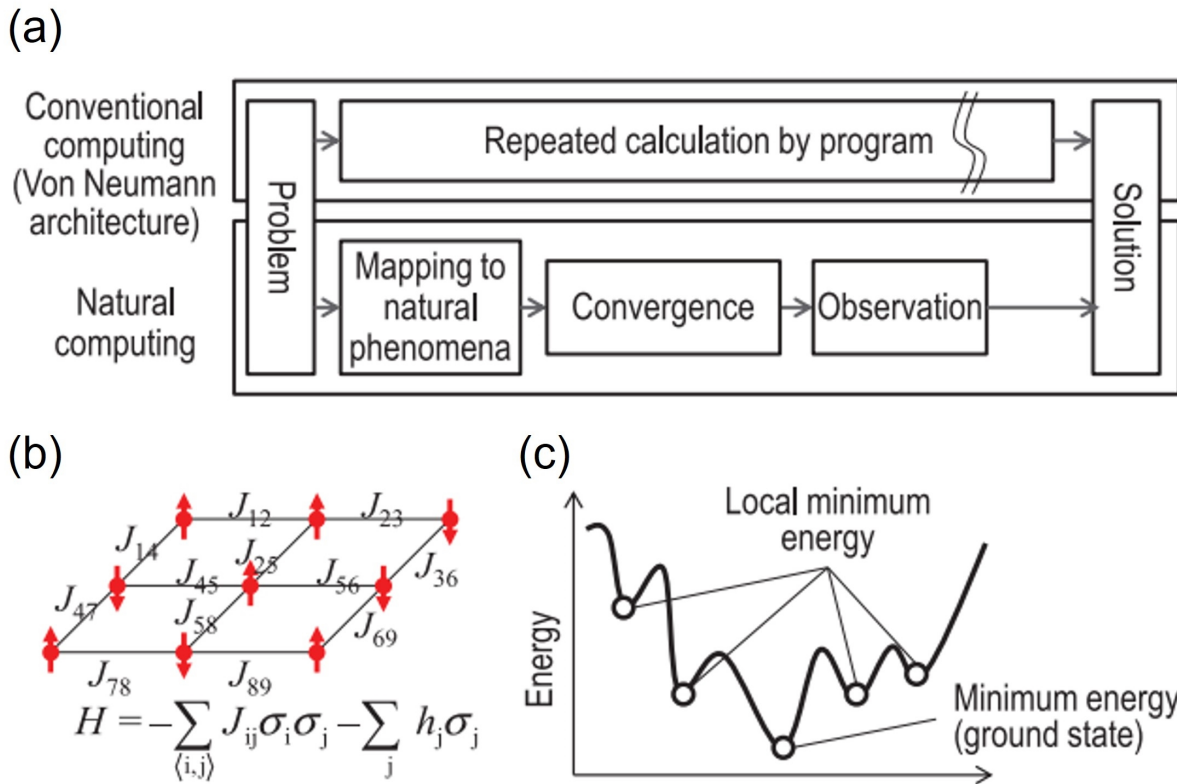 (a)
Conventional
computing
(Von Neumann
architecture)
Problem
Repeated calculation by program
Solution
Natural
computing
Mapping to
natural
phenomena
Convergence
Observation
(b)
J12
J23
J14
J25
J36
J45
J56
J47
J58
J69
J78
J89
H = −∑⟨i,j⟩ Jijσiσj −∑j hjσj
(c)
Energy
Local minimum
energy
Minimum energy
(ground state)